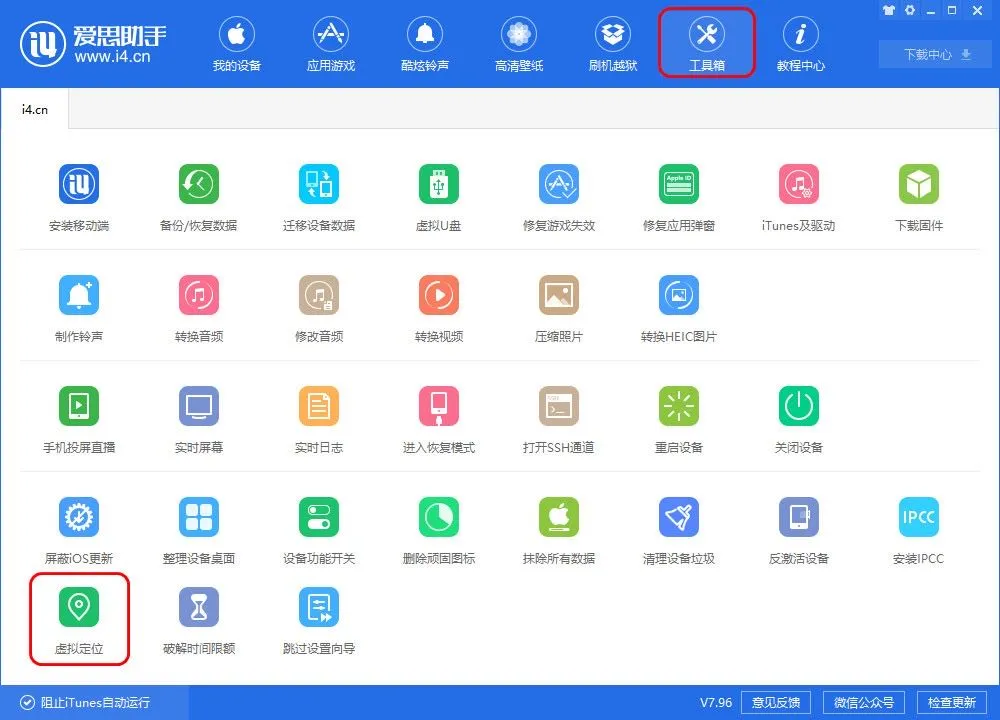 iU 爱思助手
www.i4.cn
我的设备
应用游戏
酷炫铃声
高清壁纸
刷机越狱
工具箱
教程中心
下载中心
i4.cn
安装移动端
备份/恢复数据
迁移设备数据
虚拟U盘
修复游戏失效
Apple ID
修复应用弹窗
iTunes及驱动
下载固件
制作铃声
转换音频
修改音频
转换视频
压缩照片
转换HEIC图片
手机投屏直播
实时屏幕
实时日志
进入恢复模式
打开SSH通道
重启设备
关闭设备
屏蔽iOS更新
整理设备桌面
设备功能开关
删除顽固图标
抹除所有数据
清理设备垃圾
反激活设备
IPCC
安装IPCC
虚拟定位
破解时间限额
跳过设置向导
阻止iTunes自动运行
V7.96
意见反馈
微信公众号
检查更新